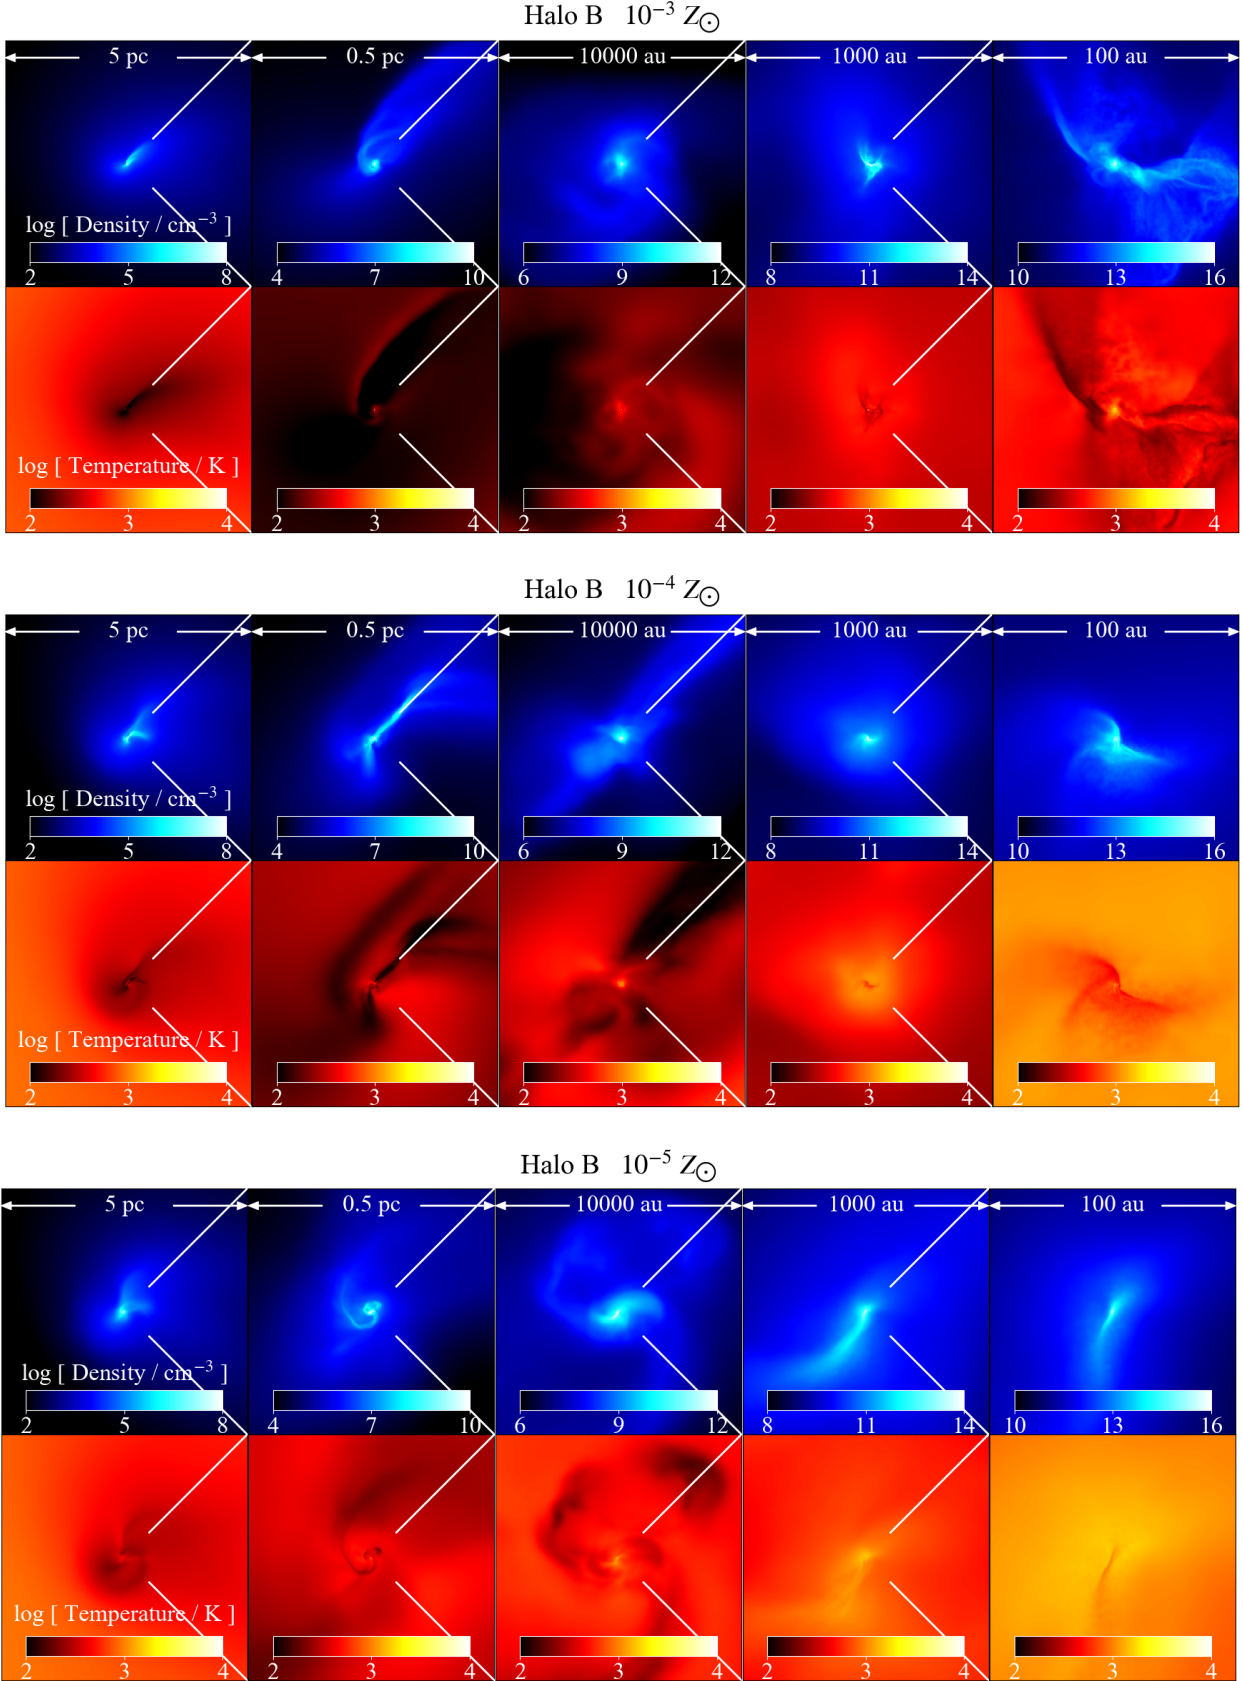 Halo B 10⁻³ Z☉
5 pc 0.5 pc 10000 au 1000 au 100 au
log [ Density / cm⁻³ ]
2 5 8 4 7 10 6 9 12 8 11 14 10 13 16
log [ Temperature / K ]
2 3 4 2 3 4 2 3 4 2 3 4 2 3 4
Halo B 10⁻⁴ Z☉
5 pc 0.5 pc 10000 au 1000 au 100 au
log [ Density / cm⁻³ ]
2 5 8 4 7 10 6 9 12 8 11 14 10 13 16
log [ Temperature / K ]
2 3 4 2 3 4 2 3 4 2 3 4 2 3 4
Halo B 10⁻⁵ Z☉
5 pc 0.5 pc 10000 au 1000 au 100 au
log [ Density / cm⁻³ ]
2 5 8 4 7 10 6 9 12 8 11 14 10 13 16
log [ Temperature / K ]
2 3 4 2 3 4 2 3 4 2 3 4 2 3 4